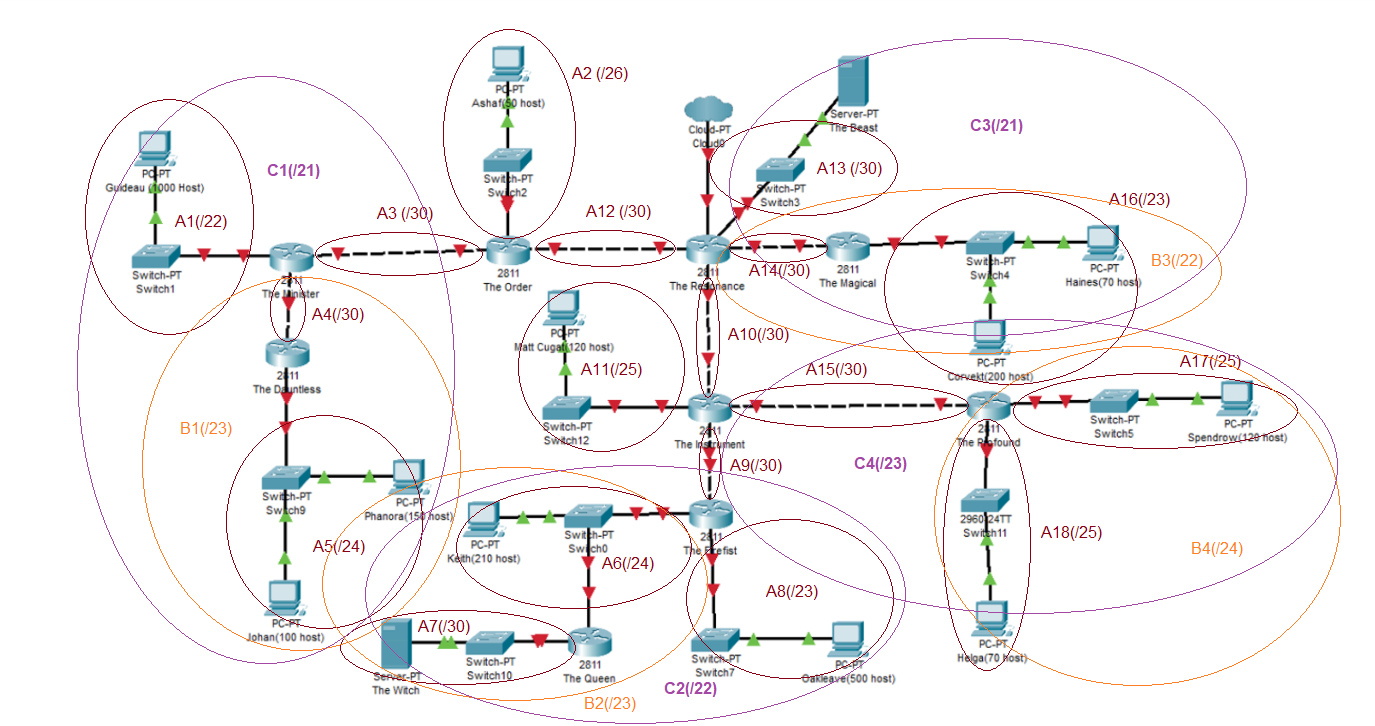 PC-PT
Ashaf(50 host)
A2 (/26)
Switch-PT
Switch2
2811
The Order
Cloud-PT
Cloud0
Server-PT
The Beast
C3(/21)
A13 (/30)
Switch-PT
Switch3
PC-PT
Guideau (1000 Host)
C1(/21)
A1(/22)
Switch-PT
Switch1
A3 (/30)
A12 (/30)
2811
The Minister
2811
The Resonance
A14(/30)
2811
The Magical
A16(/23)
Switch-PT
Switch4
PC-PT
Haines(70 host)
B3(/22)
PC-PT
Corvekt(200 host)
A4(/30)
2811
The Dauntless
PC-PT
Matt Cugat(120 host)
A10(/30)
A11(/25)
Switch-PT
Switch12
2811
The Instrument
A15(/30)
A17(/25)
2811
The Profound
Switch-PT
Switch5
PC-PT
Spendrow(120 host)
B1(/23)
C4(/23)
A9(/30)
Switch-PT
Switch9
PC-PT
Phanora(150 host)
A5(/24)
PC-PT
Johan(100 host)
PC-PT
Keith(210 host)
Switch-PT
Switch0
A6(/24)
2811
The Firefist
2960-24TT
Switch11
A18(/25)
B4(/24)
A8(/23)
A7(/30)
Server-PT
The Witch
Switch-PT
Switch10
2811
The Queen
Switch-PT
Switch7
PC-PT
Oakleave(500 host)
PC-PT
Helga(70 host)
C2(/22)
B2(/23)